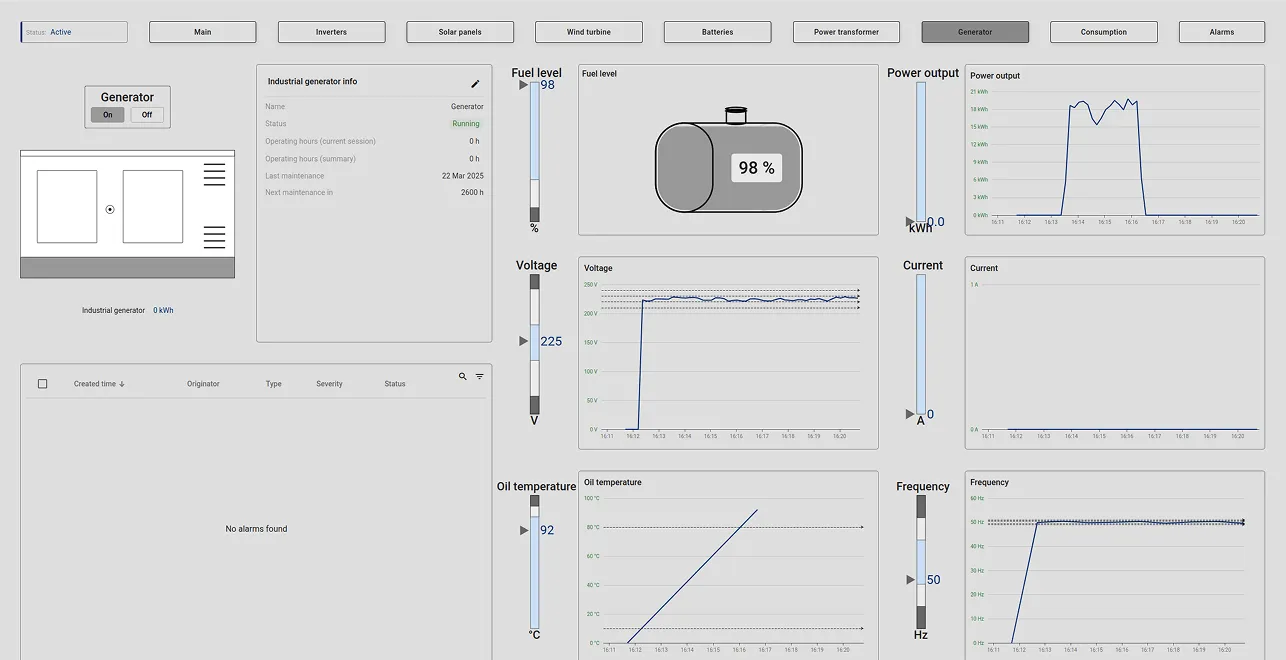 Status: Active
Main
Inverters
Solar panels
Wind turbine
Batteries
Power transformer
Generator
Consumption
Alarms
Generator
On Off
Industrial generator 0 kWh
Industrial generator info
Name Generator
Status Running
Operating hours (current session) 0 h
Operating hours (summary) 0 h
Last maintenance 22 Mar 2025
Next maintenance in 2600 h
Created time Originator Type Severity Status
No alarms found
Fuel level
98
%
Fuel level
98 %
Power output
0.0
kWh
Power output
21 kWh
18 kWh
15 kWh
12 kWh
9 kWh
6 kWh
3 kWh
0 kWh
16:11 16:12 16:13 16:14 16:15 16:16 16:17 16:18 16:19 16:20
Voltage
225
V
Voltage
250 V
200 V
150 V
100 V
50 V
0 V
16:11 16:12 16:13 16:14 16:15 16:16 16:17 16:18 16:19 16:20
Current
0
A
Current
1 A
0 A
16:11 16:12 16:13 16:14 16:15 16:16 16:17 16:18 16:19 16:20
Oil temperature
92
°C
Oil temperature
100 °C
80 °C
60 °C
40 °C
20 °C
0 °C
16:11 16:12 16:13 16:14 16:15 16:16 16:17 16:18 16:19 16:20
Frequency
50
Hz
Frequency
60 Hz
50 Hz
40 Hz
30 Hz
20 Hz
10 Hz
0 Hz
16:11 16:12 16:13 16:14 16:15 16:16 16:17 16:18 16:19 16:20